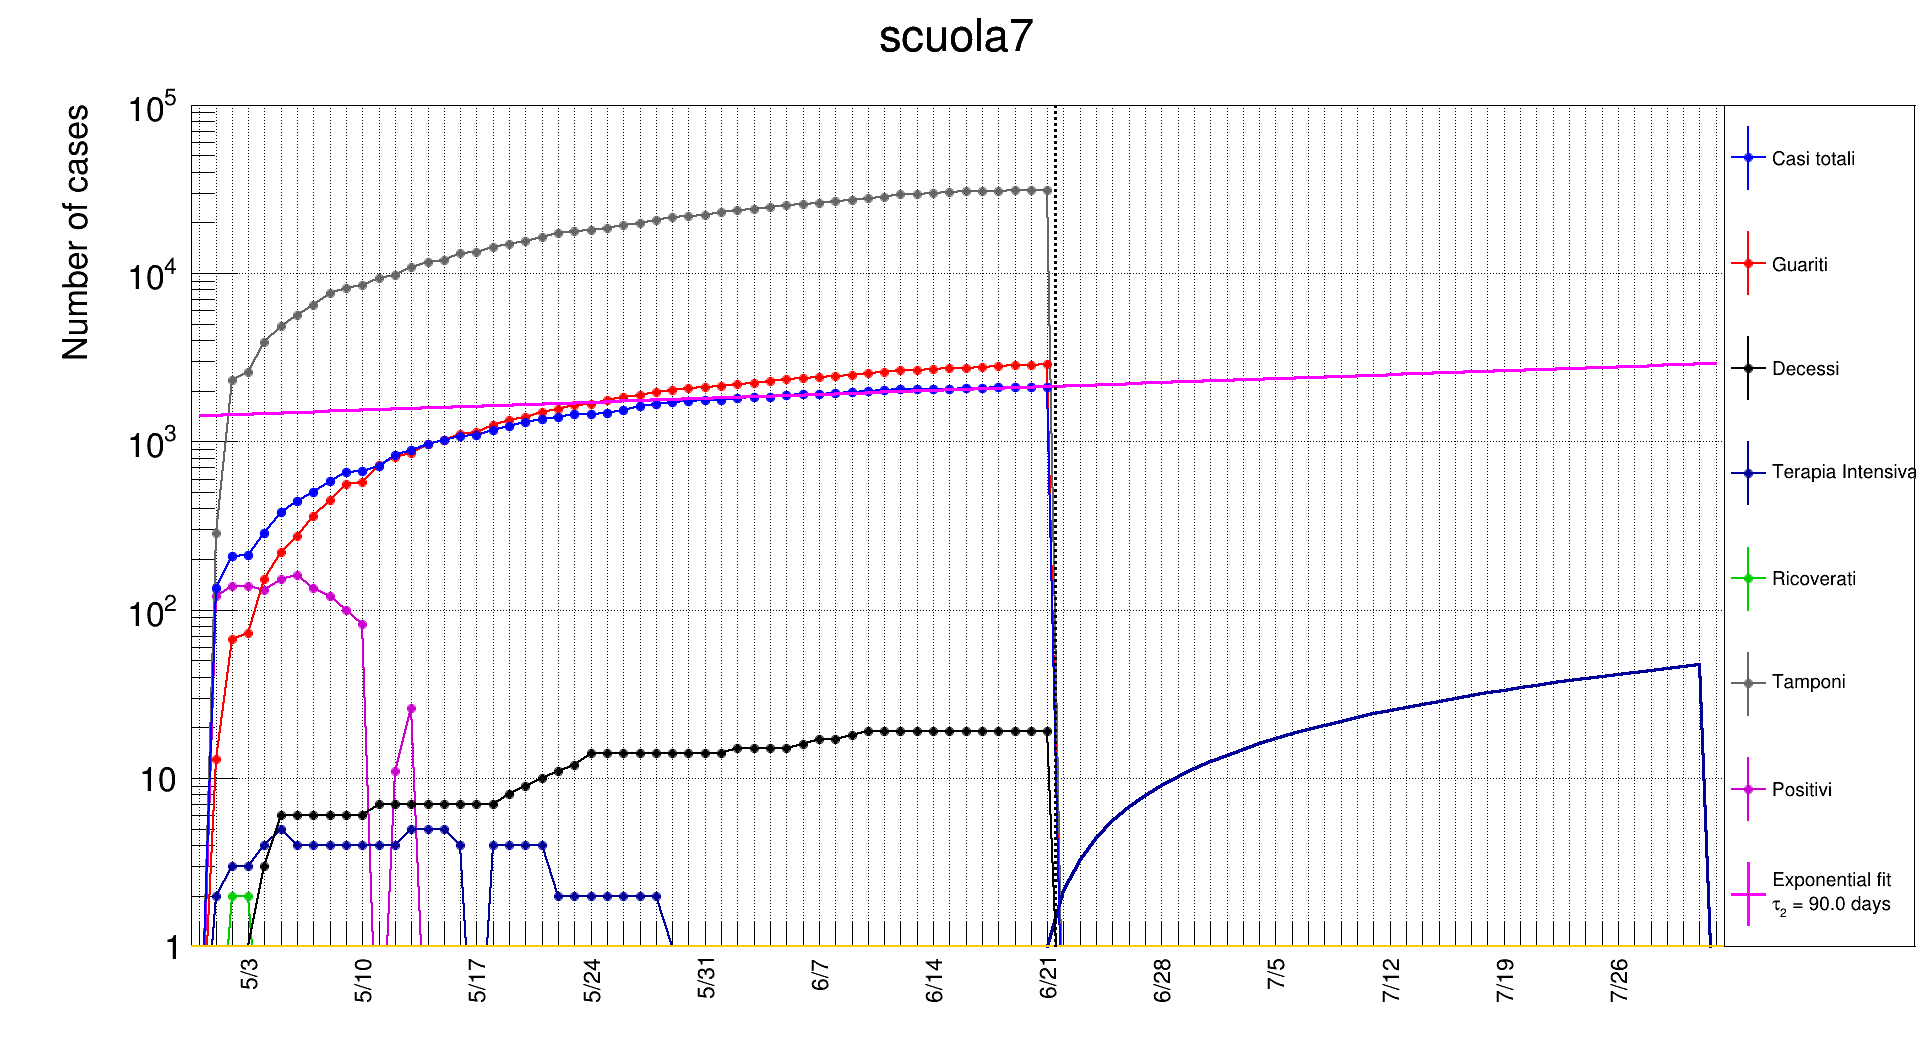 scuola7
Number of cases
10^5
10^4
10^3
10^2
10
1
5/3
5/10
5/17
5/24
5/31
6/7
6/14
6/21
6/28
7/5
7/12
7/19
7/26
Casi totali
Guariti
Decessi
Terapia Intensiva
Ricoverati
Tamponi
Positivi
Exponential fit
τ₂ = 90.0 days